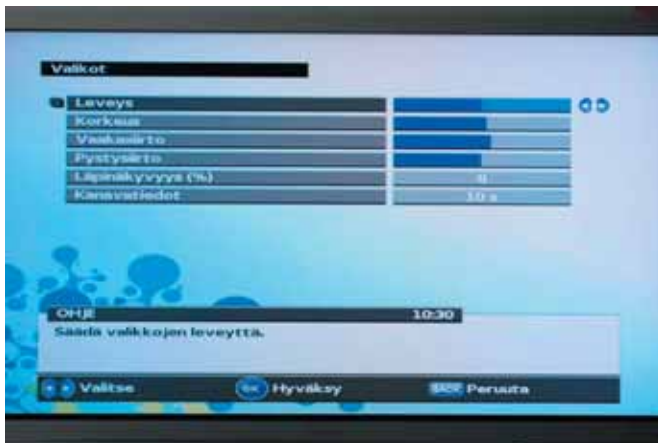 Valikot
Leveys
Korkeus
Vaakasiirto
Pystysiirto
Läpinäkyvyys (%)
Kanavatiedot 10 s
OHJE 10:30
Säädä valikkojen leveyttä.
Valitse OK Hyväksy BACK Peruuta